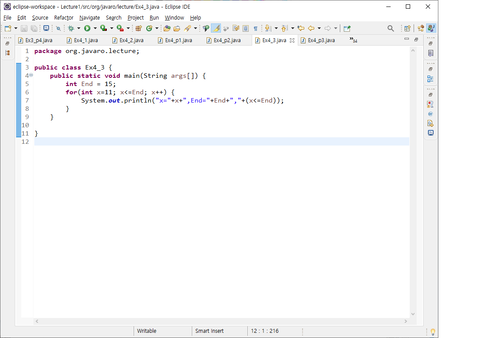 eclipse-workspace - Lecture1/src/org/javaro/lecture/Ex4_3.java - Eclipse IDE
File Edit Source Refactor Navigate Search Project Run Window Help
Ex3_p4.java Ex4_1.java Ex4_2.java Ex4_p1.java Ex4_p2.java Ex4_3.java Ex4_p3.java
1 package org.javaro.lecture;
2
3 public class Ex4_3 {
4 public static void main(String args[]) {
5 int End = 15;
6 for(int x=11; x<=End; x++) {
7 System.out.println("x="+x+",End="+End+","+(x<=End));
8 }
9 }
10
11 }
12
Writable Smart Insert 12 : 1 : 216